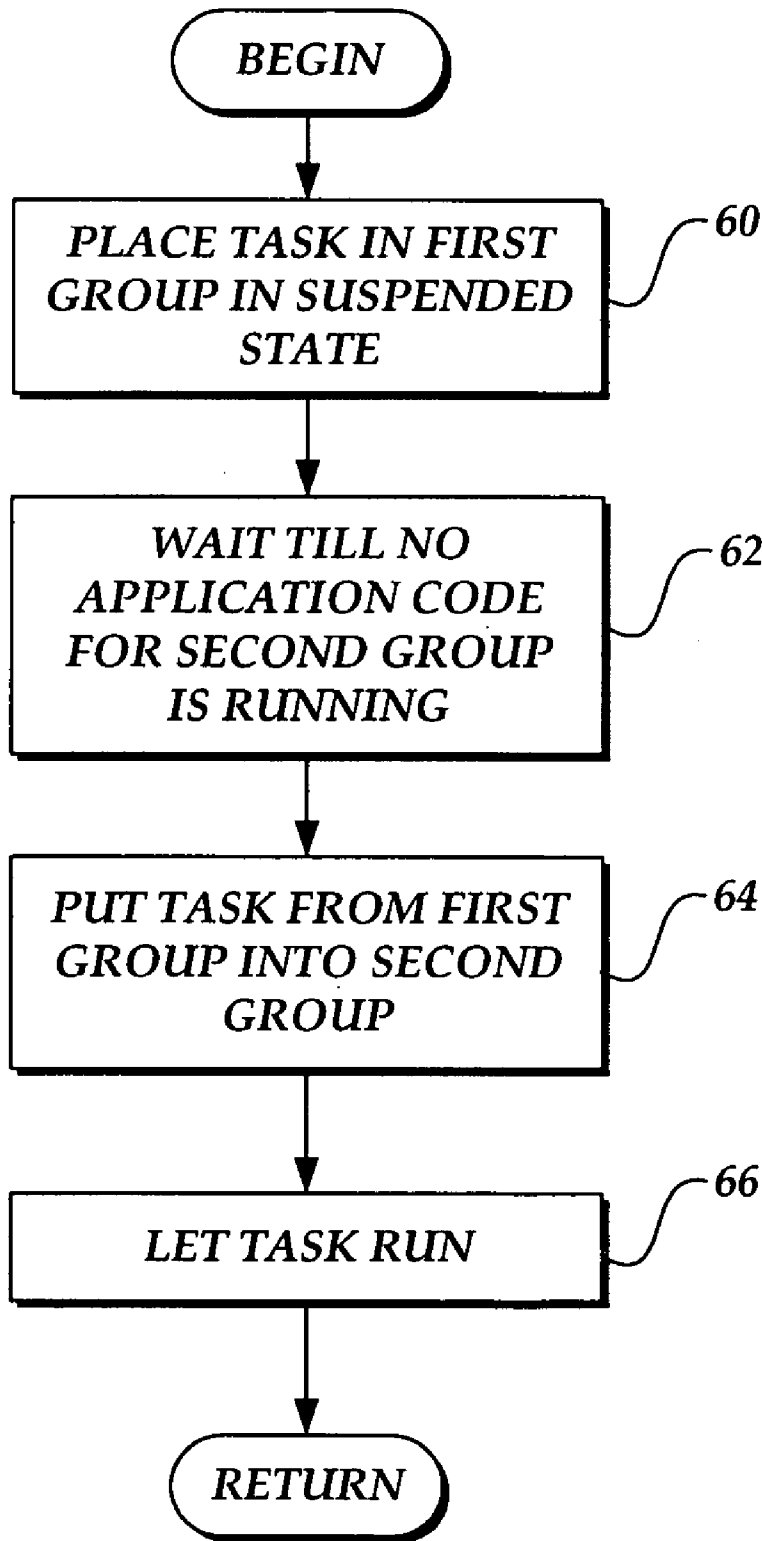 BEGIN
PLACE TASK IN FIRST
GROUP IN SUSPENDED
STATE
60
WAIT TILL NO
APPLICATION CODE
FOR SECOND GROUP
IS RUNNING
62
PUT TASK FROM FIRST
GROUP INTO SECOND
GROUP
64
LET TASK RUN
66
RETURN